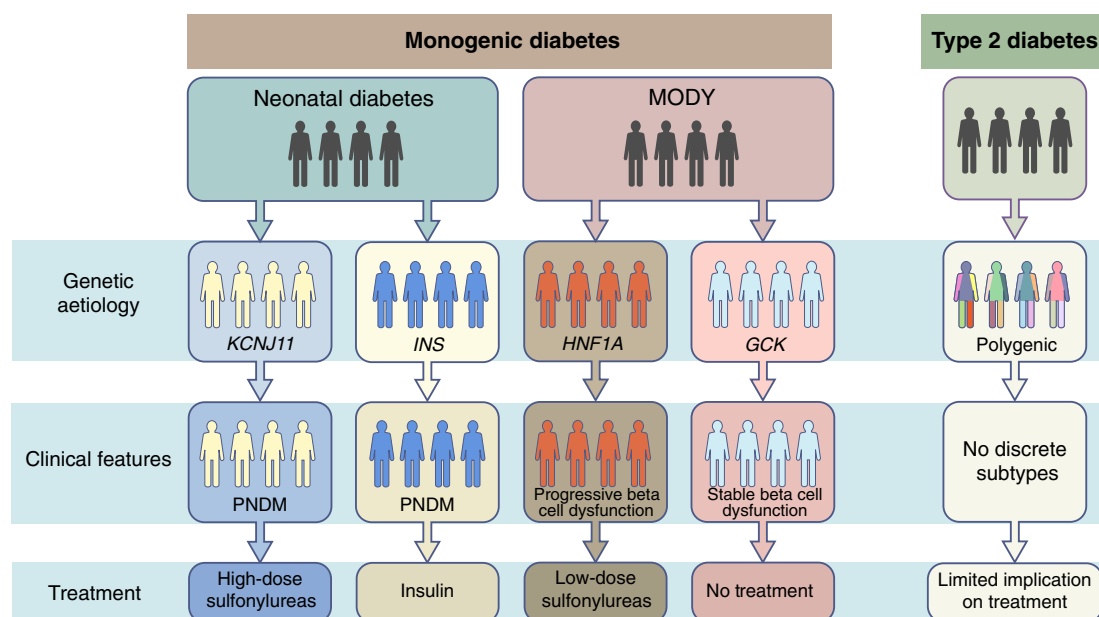 Monogenic diabetes
Type 2 diabetes
Neonatal diabetes
MODY
Genetic
aetiology
KCNJ11
INS
HNF1A
GCK
Polygenic
Clinical features
PNDM
PNDM
Progressive beta
cell dysfunction
Stable beta cell
dysfunction
No discrete
subtypes
Treatment
High-dose
sulfonylureas
Insulin
Low-dose
sulfonylureas
No treatment
Limited implication
on treatment